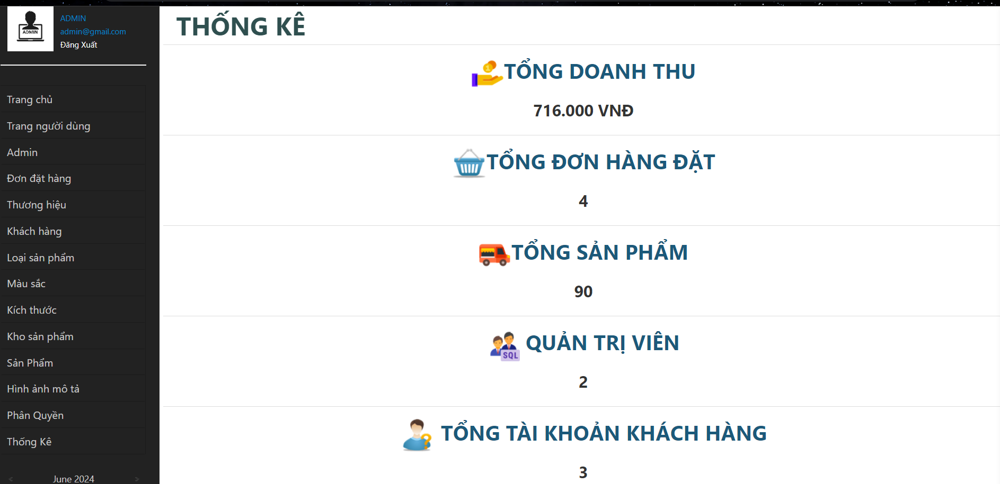 ADMIN
ADMIN
admin@gmail.com
Đăng Xuất
Trang chủ
Trang người dùng
Admin
Đơn đặt hàng
Thương hiệu
Khách hàng
Loại sản phẩm
Màu sắc
Kích thước
Kho sản phẩm
Sản Phẩm
Hình ảnh mô tả
Phân Quyền
Thống Kê
< June 2024 >
THỐNG KÊ
1
TỔNG DOANH THU
716.000 VNĐ
TỔNG ĐƠN HÀNG ĐẶT
4
TỔNG SẢN PHẨM
90
SQL
QUẢN TRỊ VIÊN
2
?
TỔNG TÀI KHOẢN KHÁCH HÀNG
3